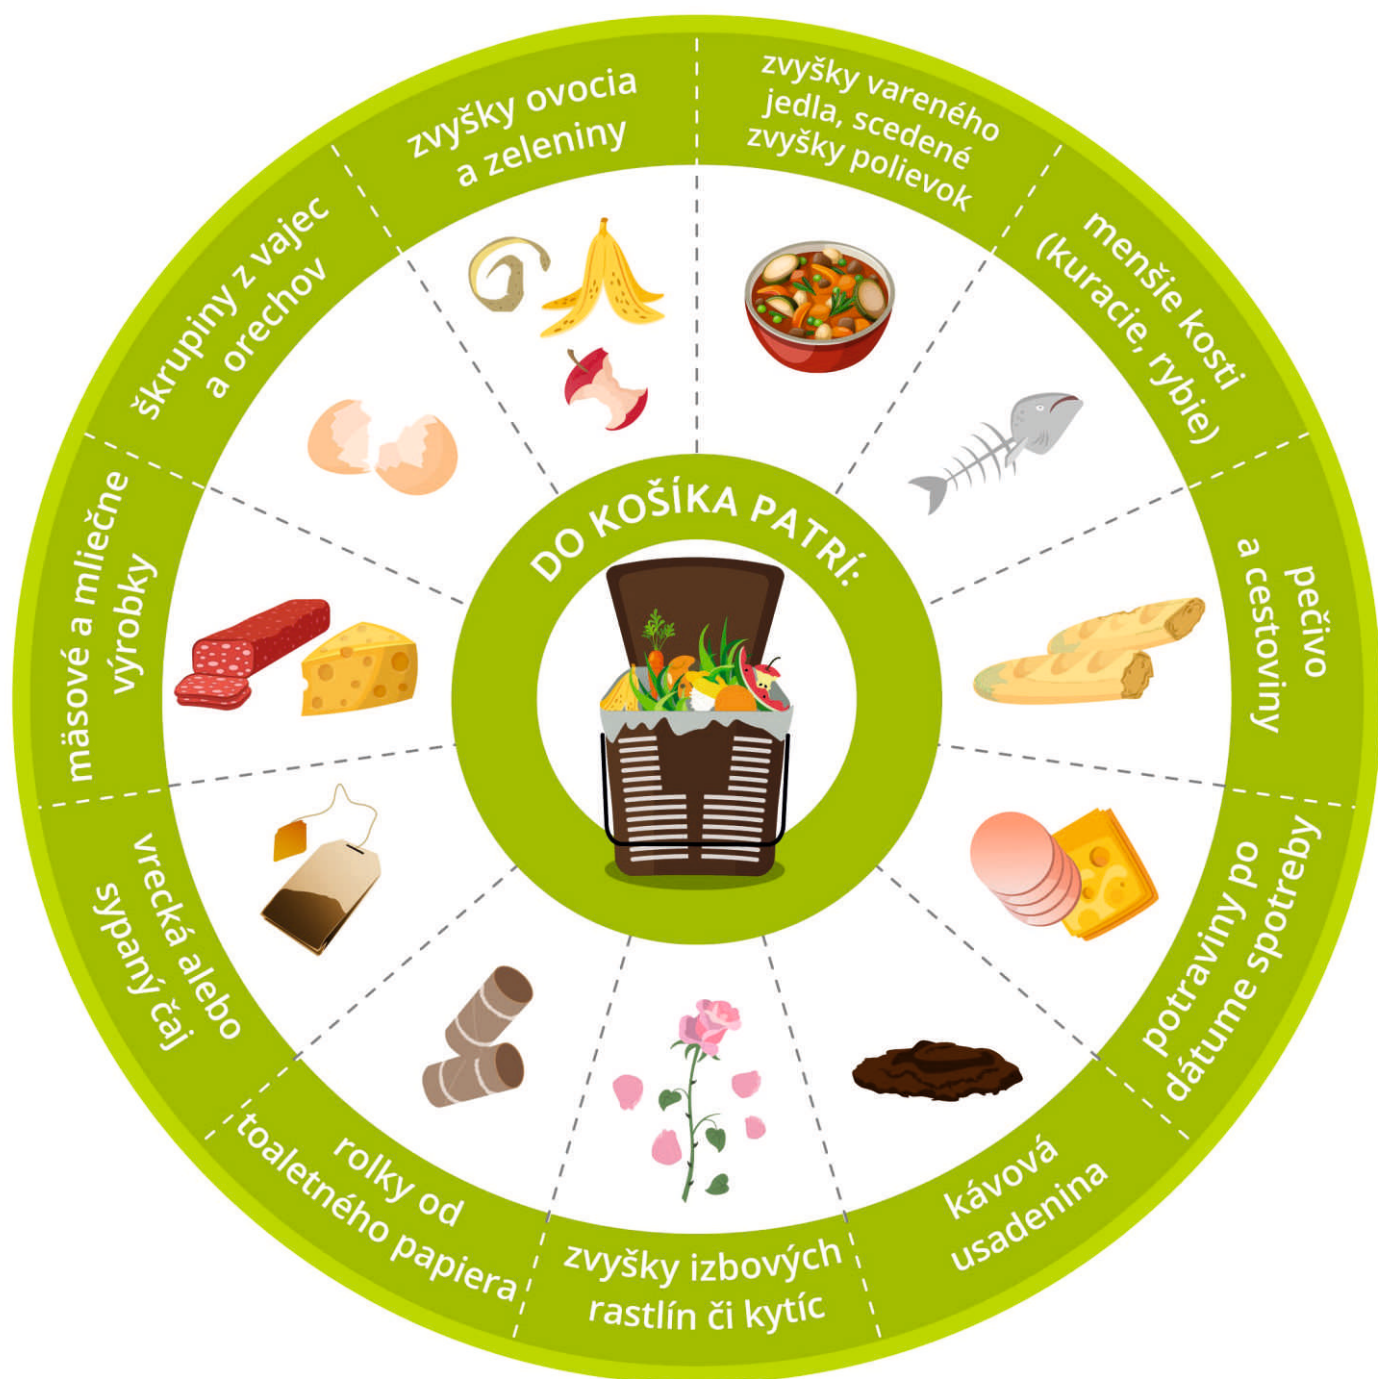 DO KOŠÍKA PATRÍ:
zvyšky vareného
jedla, scedené
zvyšky polievok
menšie kosti
(kuracie, rybie)
pečivo
a cestoviny
potraviny po
dátume spotreby
kávová
usadenina
zvyšky izbových
rastlín či kytíc
rolky od
toaletného papiera
vrecká alebo
sypaný čaj
mäsové a mliečne
výrobky
škrupiny z vajec
a orechov
zvyšky ovocia
a zeleniny